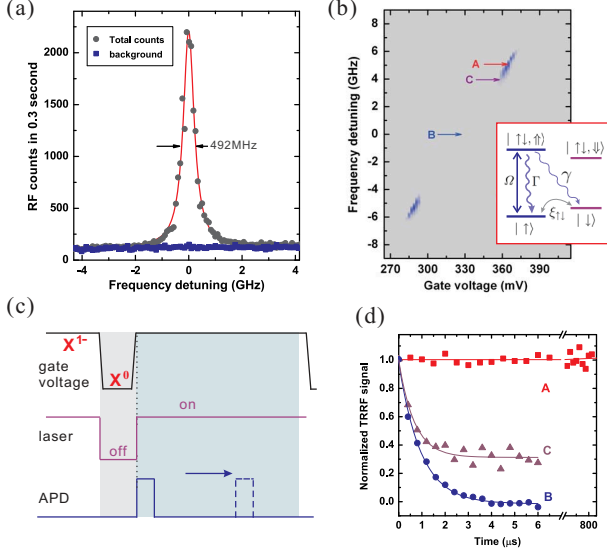 (a)
RF counts in 0.3 second
2250
2000
1500
1000
500
0
Total counts
background
492MHz
-4 -2 0 2 4
Frequency detuning (GHz)
(b)
Frequency detuning (GHz)
8
6
4
2
0
-2
-4
-6
-8
A
C
B
| ↑↓, ⇑⟩ | ↑↓, ⇓⟩
Ω Γ γ
ξ↑↓
| ↑⟩ | ↓⟩
270 300 330 360 390
Gate voltage (mV)
(c)
X1-
X0
gate
voltage
on
laser
off
APD
(d)
Normalized TRRF signal
1.0
0.8
0.6
0.4
0.2
0.0
A
C
B
0 1 2 3 4 5 6 7 800
Time (μs)